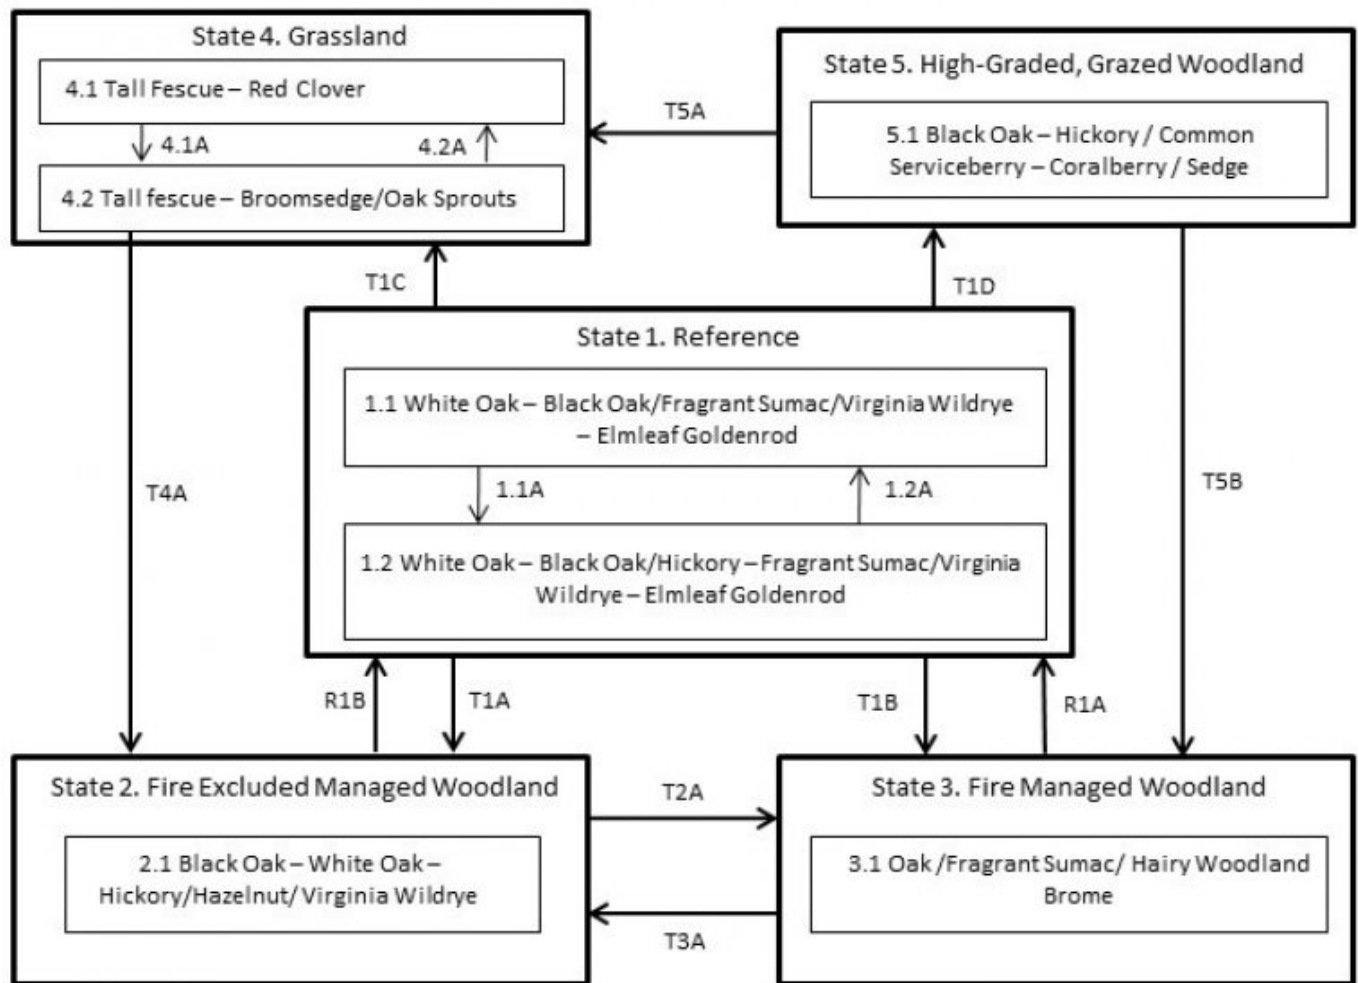 State 4. Grassland
4.1 Tall Fescue – Red Clover
4.1A
4.2A
4.2 Tall fescue – Broomsedge/Oak Sprouts
T5A
State 5. High-Graded, Grazed Woodland
5.1 Black Oak – Hickory / Common
Serviceberry – Coralberry / Sedge
T1C
T1D
State 1. Reference
1.1 White Oak – Black Oak/Fragrant Sumac/Virginia Wildrye
– Elmleaf Goldenrod
1.1A
1.2A
1.2 White Oak – Black Oak/Hickory – Fragrant Sumac/Virginia
Wildrye – Elmleaf Goldenrod
T4A
T5B
R1B
T1A
T1B
R1A
State 2. Fire Excluded Managed Woodland
2.1 Black Oak – White Oak –
Hickory/Hazelnut/ Virginia Wildrye
T2A
T3A
State 3. Fire Managed Woodland
3.1 Oak /Fragrant Sumac/ Hairy Woodland
Brome